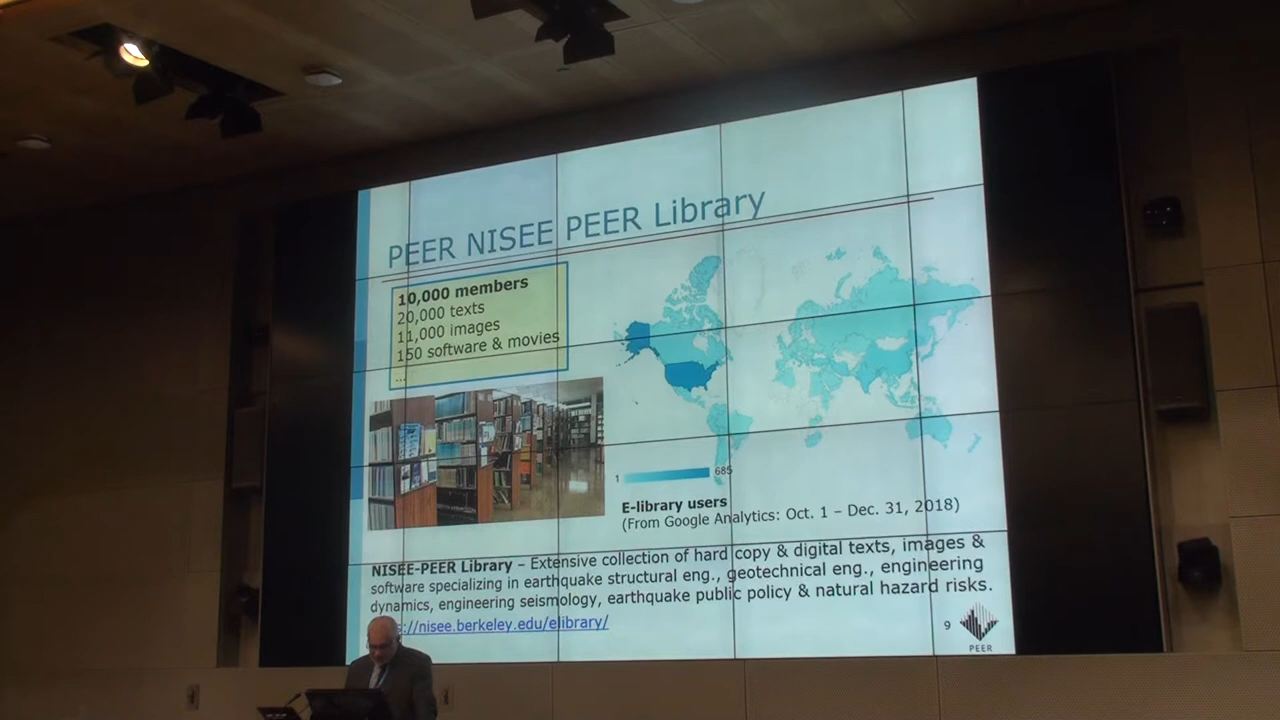 PEER NISEE PEER Library
10,000 members
20,000 texts
11,000 images
150 software & movies
...
1 685
E-library users
(From Google Analytics: Oct. 1 – Dec. 31, 2018)
NISEE-PEER Library – Extensive collection of hard copy & digital texts, images &
software specializing in earthquake structural eng., geotechnical eng., engineering
dynamics, engineering seismology, earthquake public policy & natural hazard risks.
s://nisee.berkeley.edu/elibrary/
9
PEER